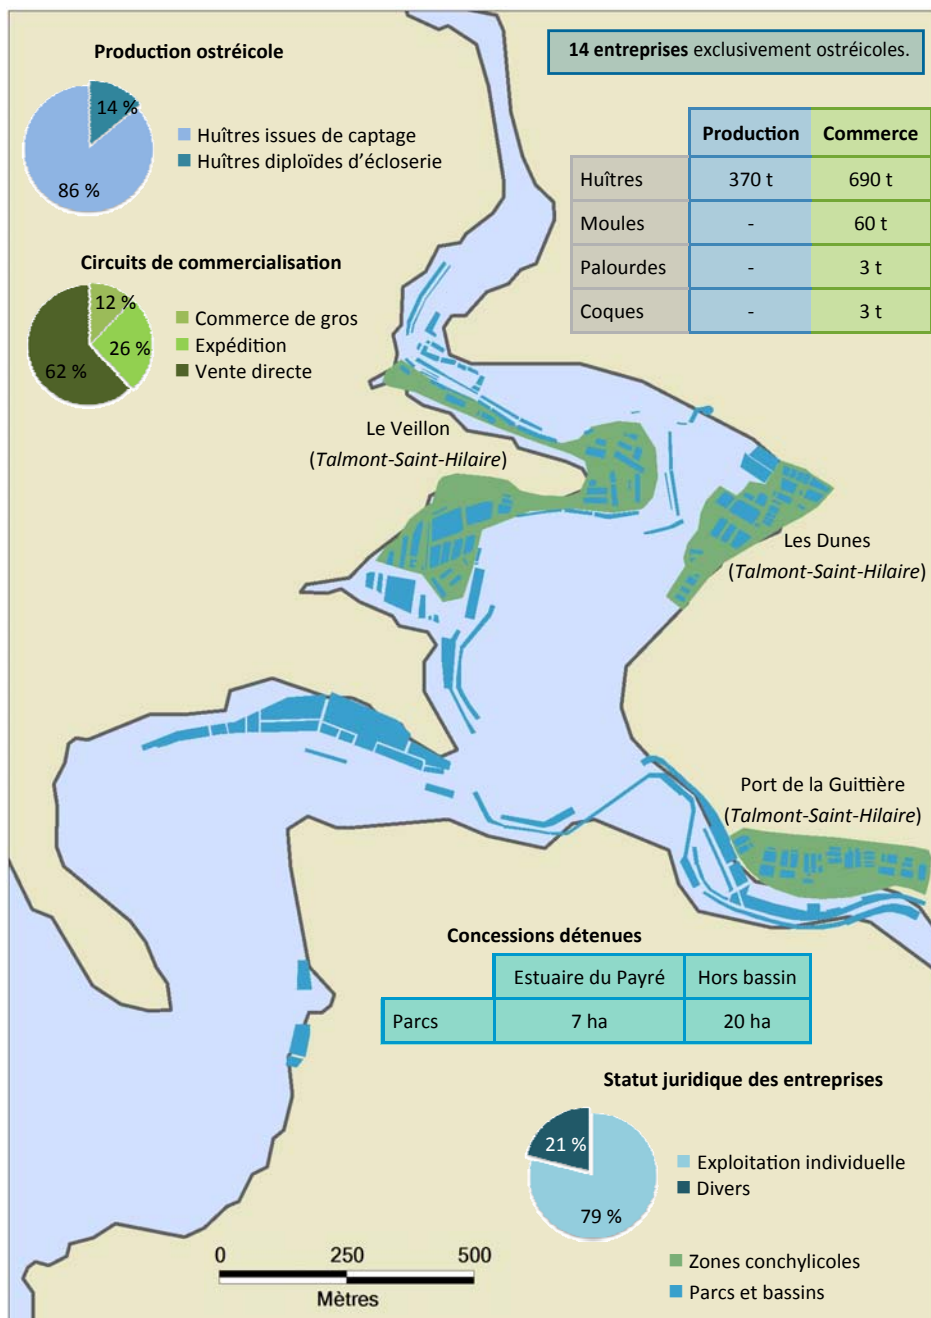 Production ostréicole
14 %
86 %
Huîtres issues de captage
Huîtres diploïdes d'écloserie
14 entreprises exclusivement ostréicoles.
Production Commerce
Huîtres 370 t 690 t
Moules - 60 t
Palourdes - 3 t
Coques - 3 t
Circuits de commercialisation
12 %
26 %
62 %
Commerce de gros
Expédition
Vente directe
Le Veillon
(Talmont-Saint-Hilaire)
Les Dunes
(Talmont-Saint-Hilaire)
Port de la Guittière
(Talmont-Saint-Hilaire)
Concessions détenues
Estuaire du Payré Hors bassin
Parcs 7 ha 20 ha
Statut juridique des entreprises
21 %
79 %
Exploitation individuelle
Divers
0 250 500
Mètres
Zones conchylicoles
Parcs et bassins